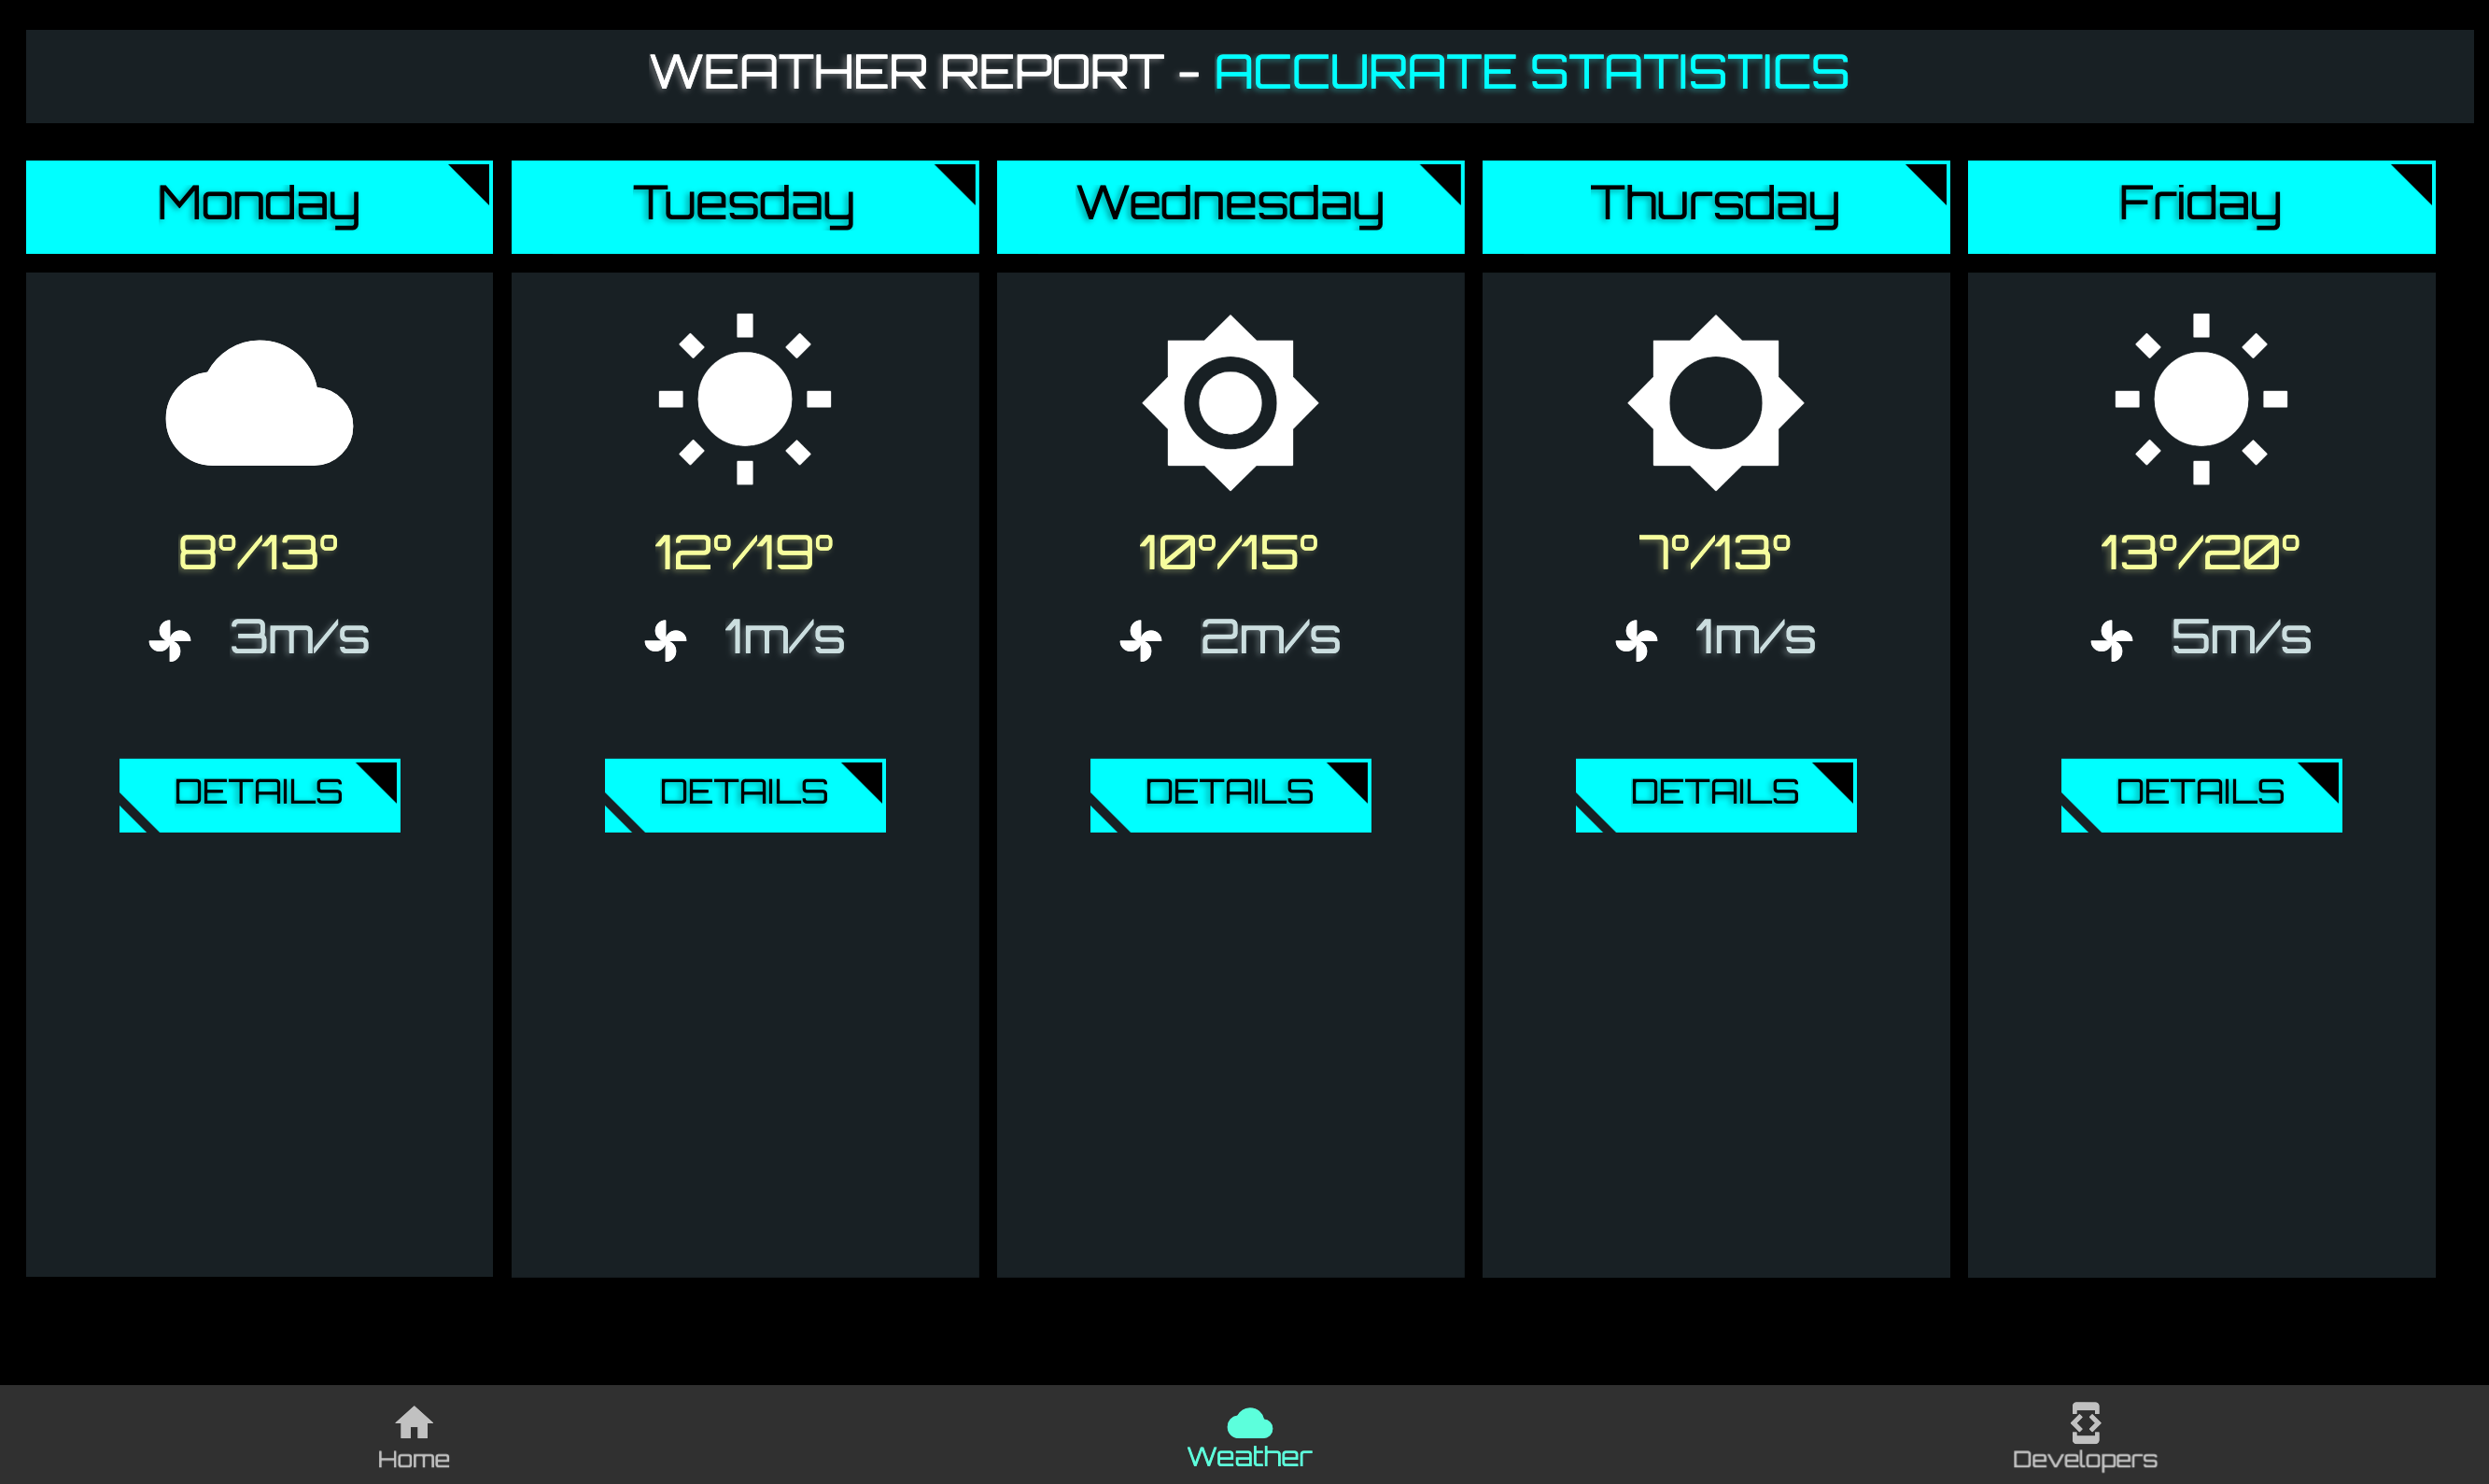 WEATHER REPORT - ACCURATE STATISTICS
Monday
Tuesday
Wednesday
Thursday
Friday
8°/13°
12°/19°
10°/15°
7°/13°
13°/20°
3m/s
1m/s
2m/s
1m/s
5m/s
DETAILS
DETAILS
DETAILS
DETAILS
DETAILS
Home
Weather
Developers